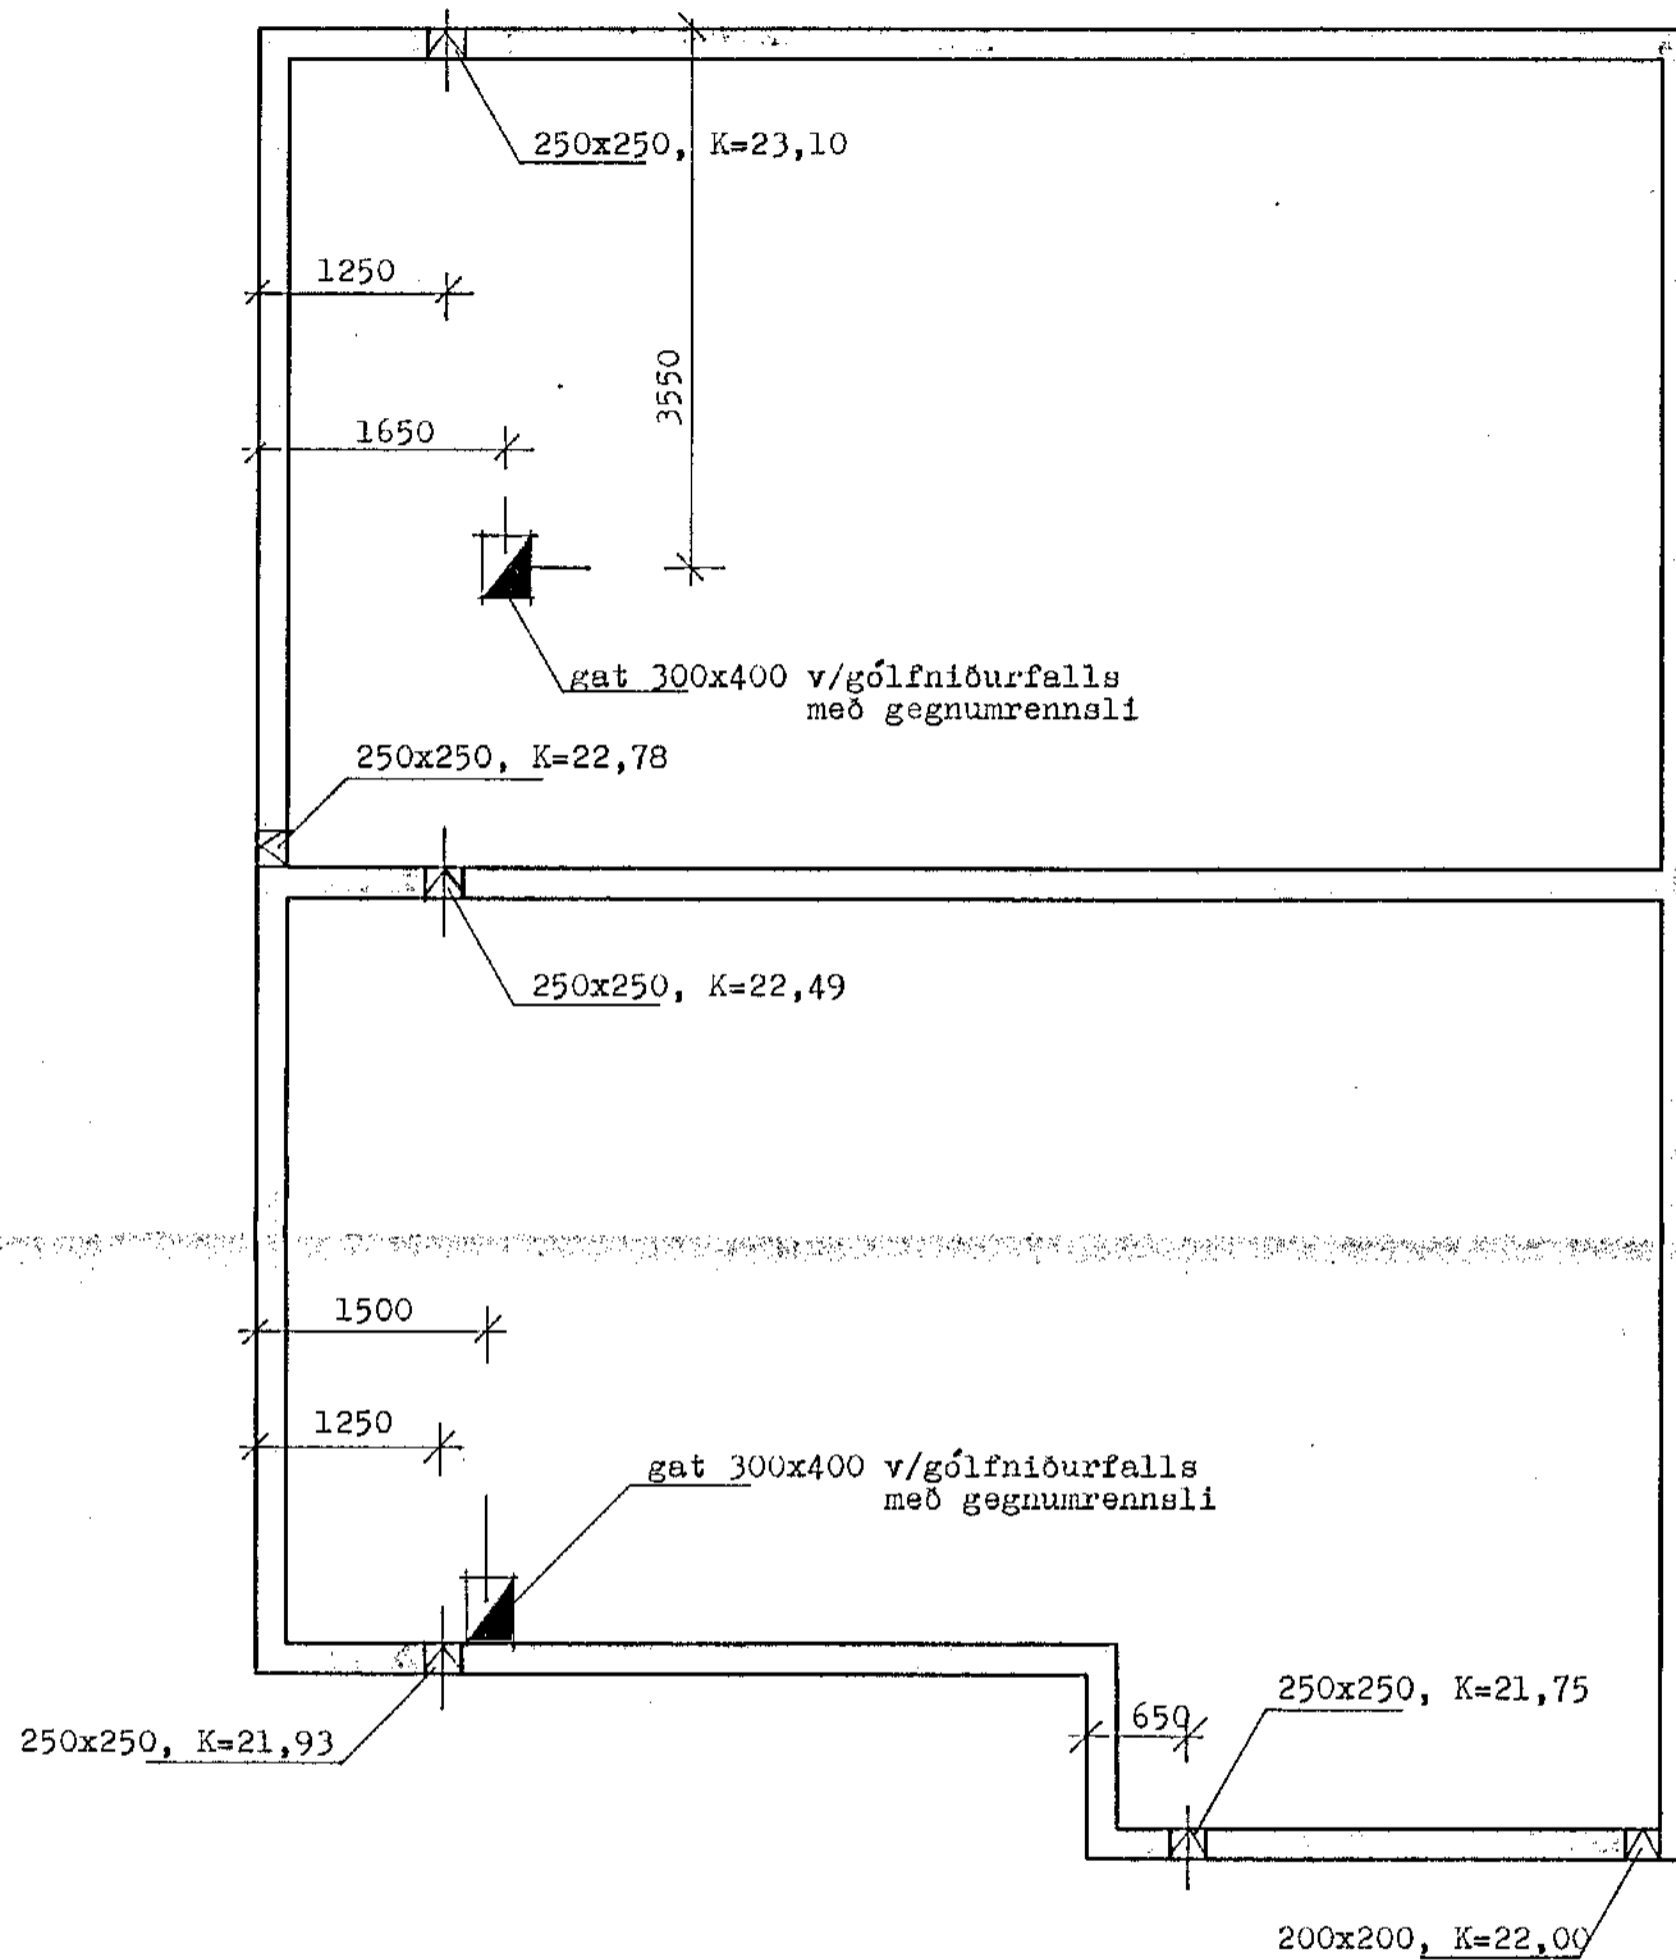 250x250, K=23,10
1250
3550
1650
gat 300x400 v/gólfniðurfalls
með gegnumrennsli
250x250, K=22,78
250x250, K=22,49
1500
1250
gat 300x400 v/gólfniðurfalls
með gegnumrennsli
250x250, K=21,75
650
250x250, K=21,93
200x200, K=22,00